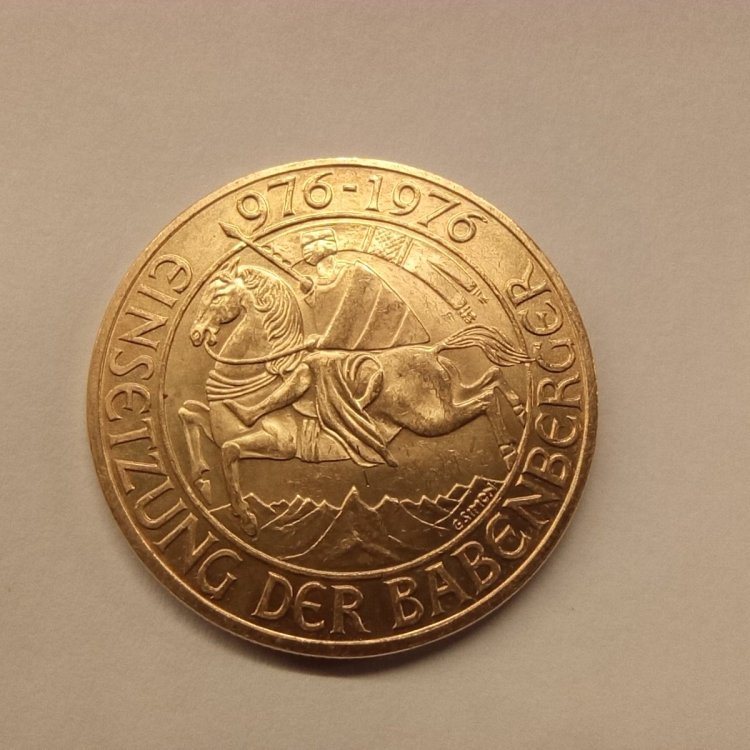 976-1976
EINSETZUNG DER BABENBERGER
G.SIMON